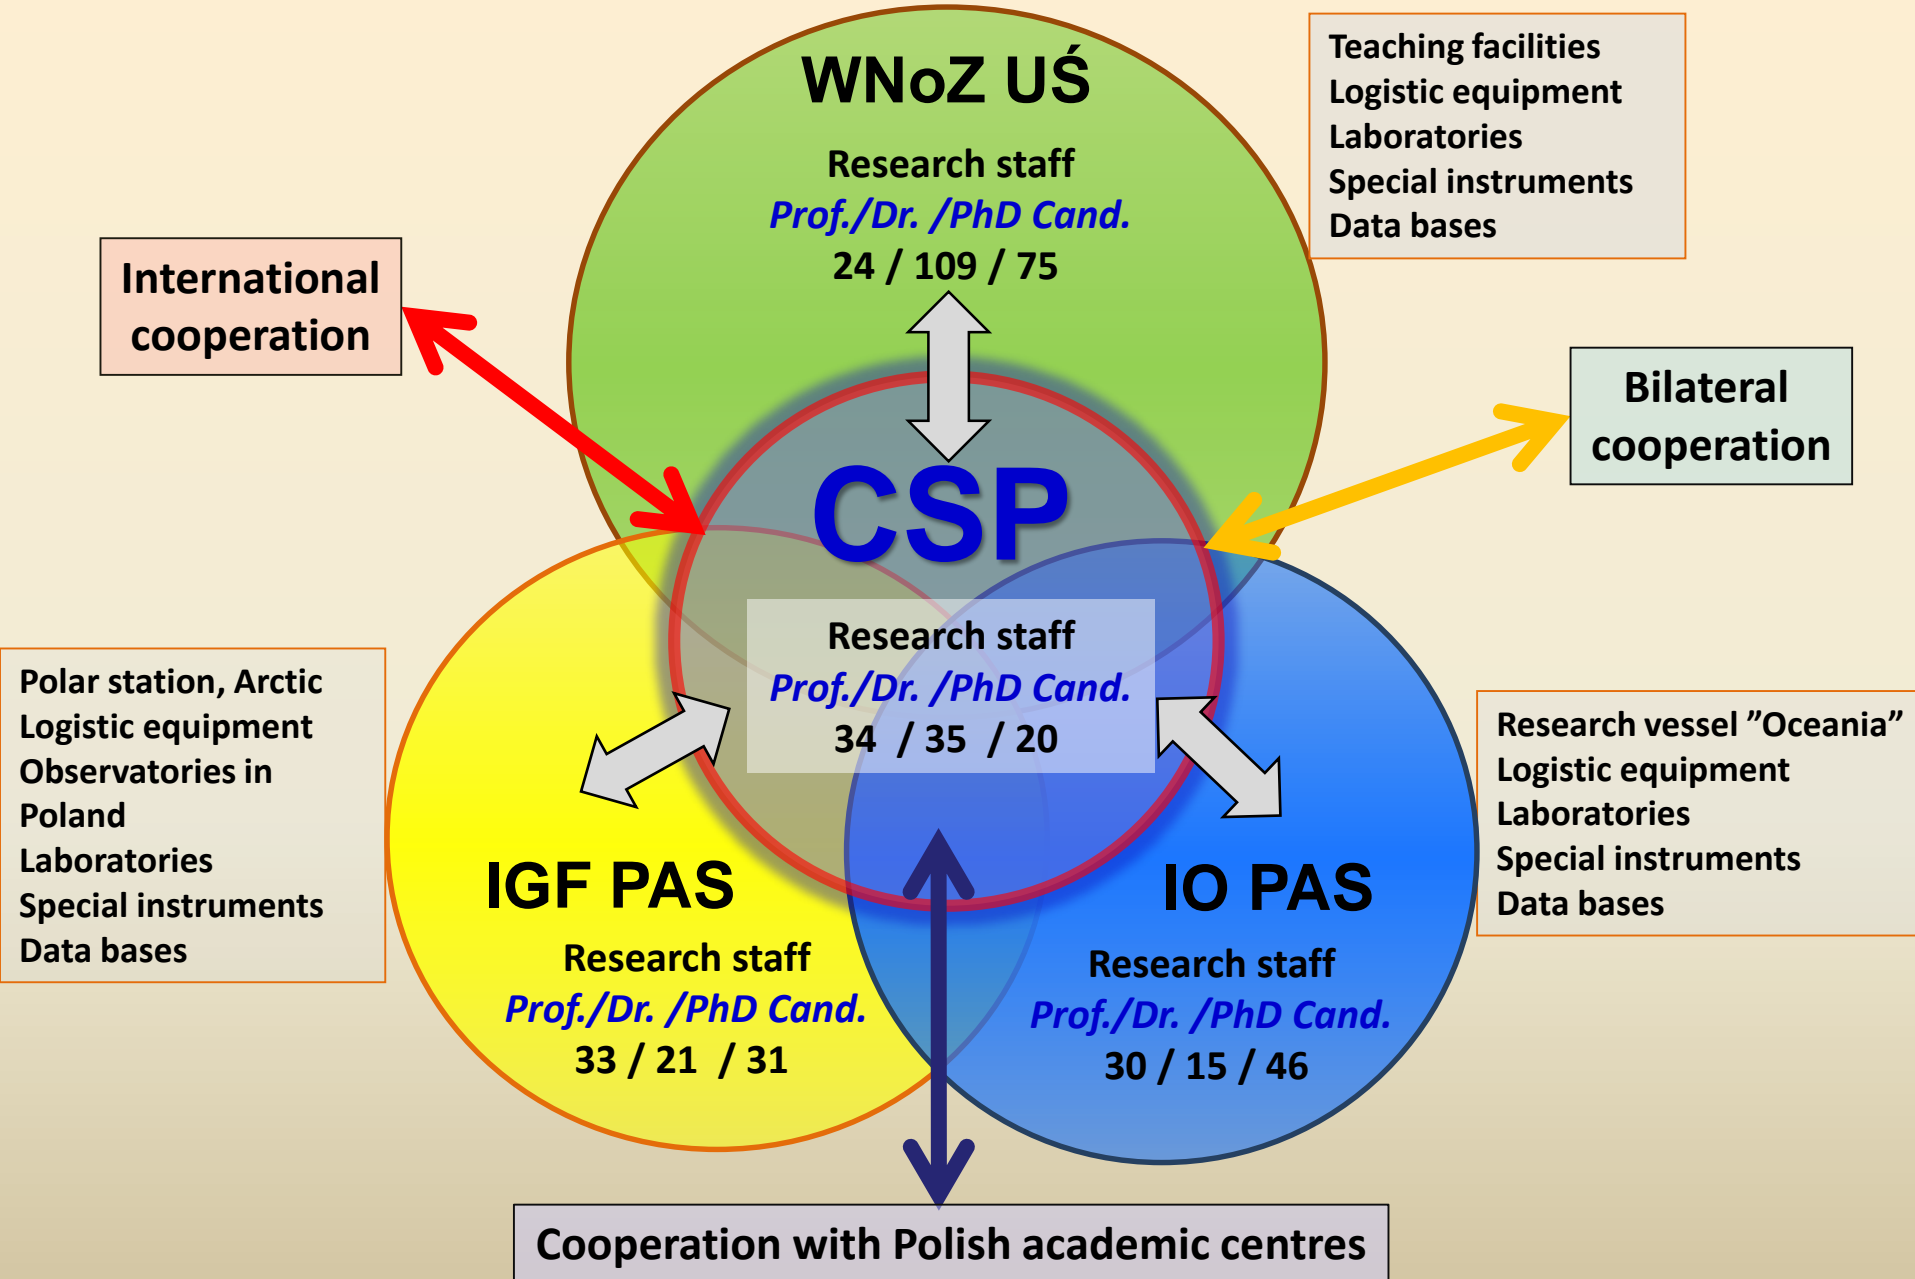 WNoZ UŚ
Research staff
Prof./Dr. /PhD Cand.
24 / 109 / 75
Teaching facilities
Logistic equipment
Laboratories
Special instruments
Data bases
International
cooperation
Bilateral
cooperation
CSP
Research staff
Prof./Dr. /PhD Cand.
34 / 35 / 20
Polar station, Arctic
Logistic equipment
Observatories in
Poland
Laboratories
Special instruments
Data bases
Research vessel ”Oceania”
Logistic equipment
Laboratories
Special instruments
Data bases
IGF PAS
Research staff
Prof./Dr. /PhD Cand.
33 / 21 / 31
IO PAS
Research staff
Prof./Dr. /PhD Cand.
30 / 15 / 46
Cooperation with Polish academic centres